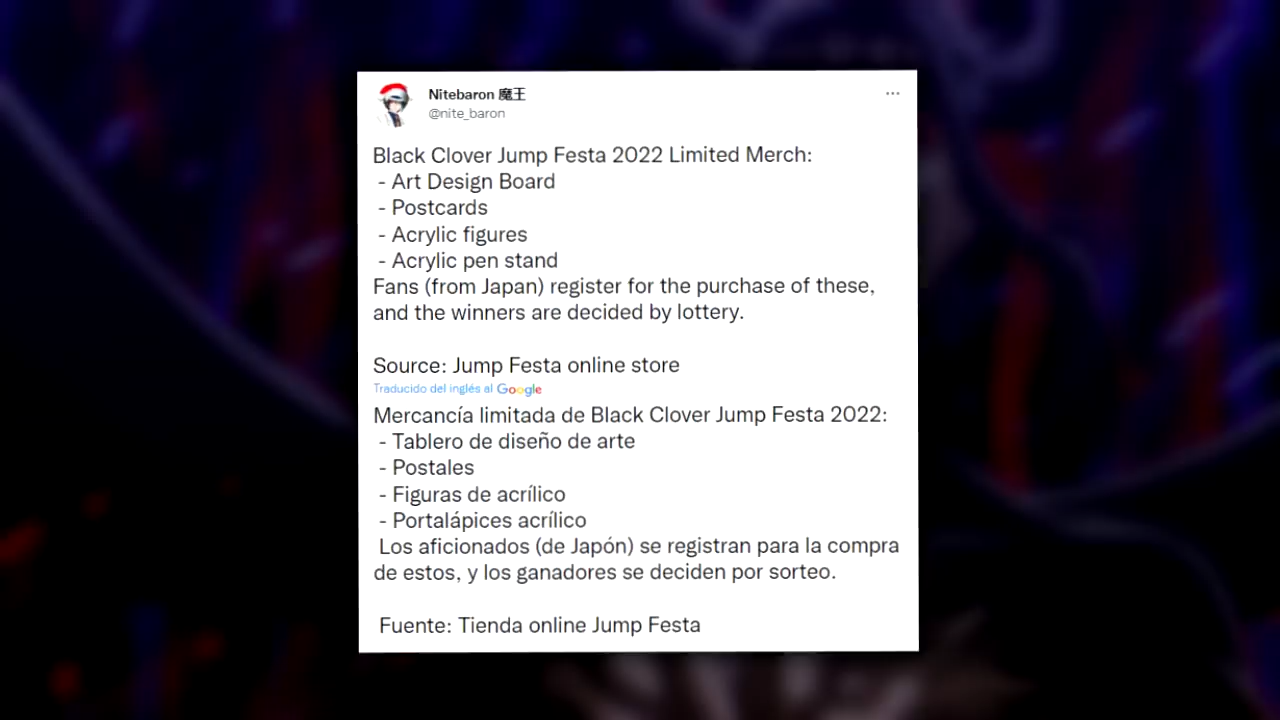 Nitebaron 魔王
@nite_baron
Black Clover Jump Festa 2022 Limited Merch:
- Art Design Board
- Postcards
- Acrylic figures
- Acrylic pen stand
Fans (from Japan) register for the purchase of these,
and the winners are decided by lottery.
Source: Jump Festa online store
Traducido del inglés al Google
Mercancía limitada de Black Clover Jump Festa 2022:
- Tablero de diseño de arte
- Postales
- Figuras de acrílico
- Portalápices acrílico
Los aficionados (de Japón) se registran para la compra
de estos, y los ganadores se deciden por sorteo.
Fuente: Tienda online Jump Festa